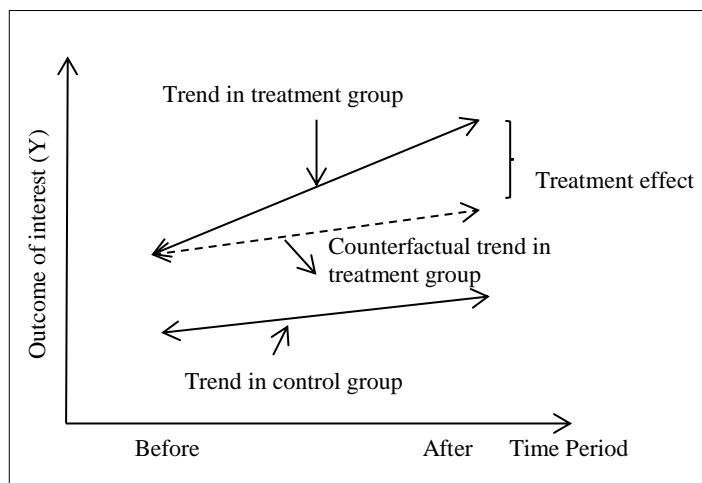 Trend in treatment group
Outcome of interest (Y)
Treatment effect
Counterfactual trend in
treatment group
Trend in control group
Before
After
Time Period